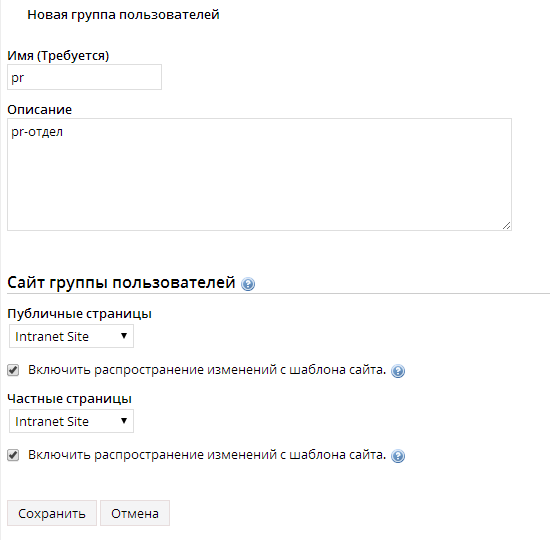 Новая группа пользователей
Имя (Требуется)
pr
Описание
pr-отдел
Сайт группы пользователей ?
Публичные страницы
Intranet Site
Включить распространение изменений с шаблона сайта. ?
Частные страницы
Intranet Site
Включить распространение изменений с шаблона сайта. ?
Сохранить Отмена